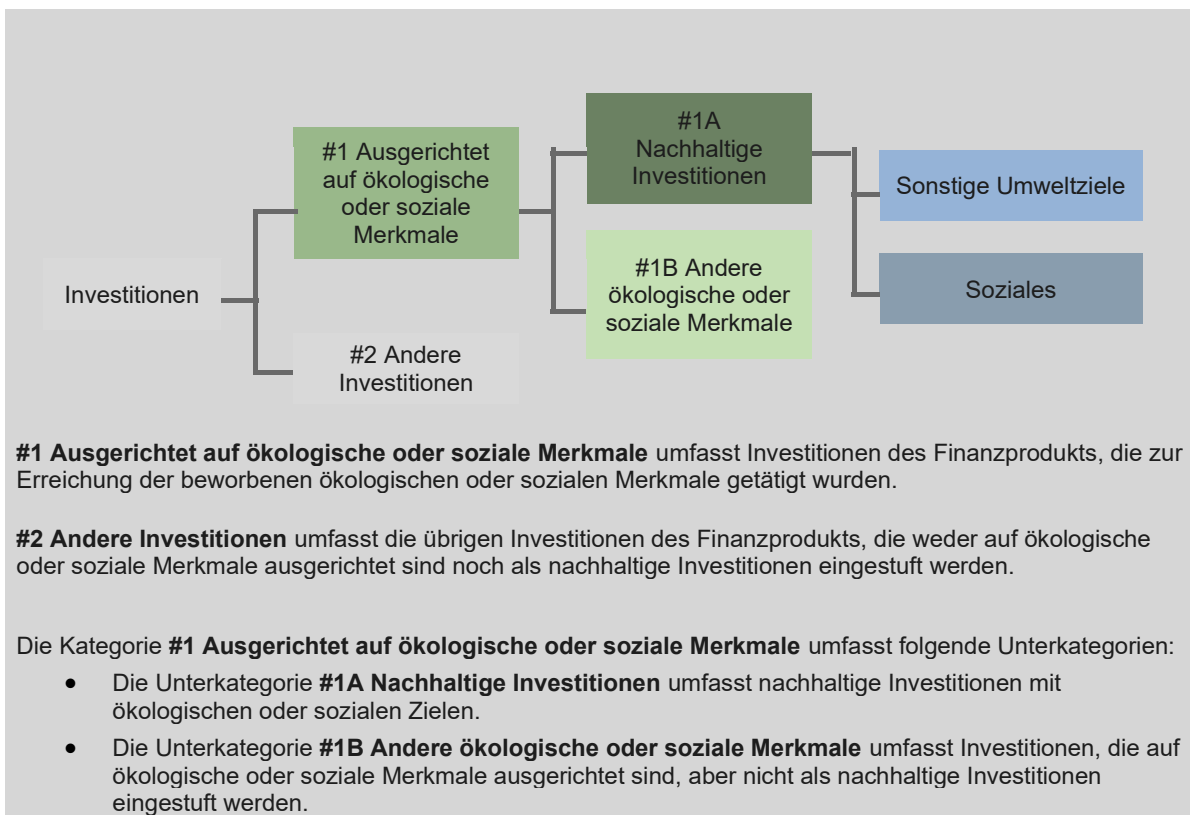 #1 Ausgerichtet
auf ökologische
oder soziale
Merkmale
#1A
Nachhaltige
Investitionen
Sonstige Umweltziele
Investitionen
#1B Andere
ökologische oder
soziale Merkmale
Soziales
#2 Andere
Investitionen
#1 Ausgerichtet auf ökologische oder soziale Merkmale umfasst Investitionen des Finanzprodukts, die zur
Erreichung der beworbenen ökologischen oder sozialen Merkmale getätigt wurden.
#2 Andere Investitionen umfasst die übrigen Investitionen des Finanzprodukts, die weder auf ökologische
oder soziale Merkmale ausgerichtet sind noch als nachhaltige Investitionen eingestuft werden.
Die Kategorie #1 Ausgerichtet auf ökologische oder soziale Merkmale umfasst folgende Unterkategorien:
• Die Unterkategorie #1A Nachhaltige Investitionen umfasst nachhaltige Investitionen mit
ökologischen oder sozialen Zielen.
• Die Unterkategorie #1B Andere ökologische oder soziale Merkmale umfasst Investitionen, die auf
ökologische oder soziale Merkmale ausgerichtet sind, aber nicht als nachhaltige Investitionen
eingestuft werden.